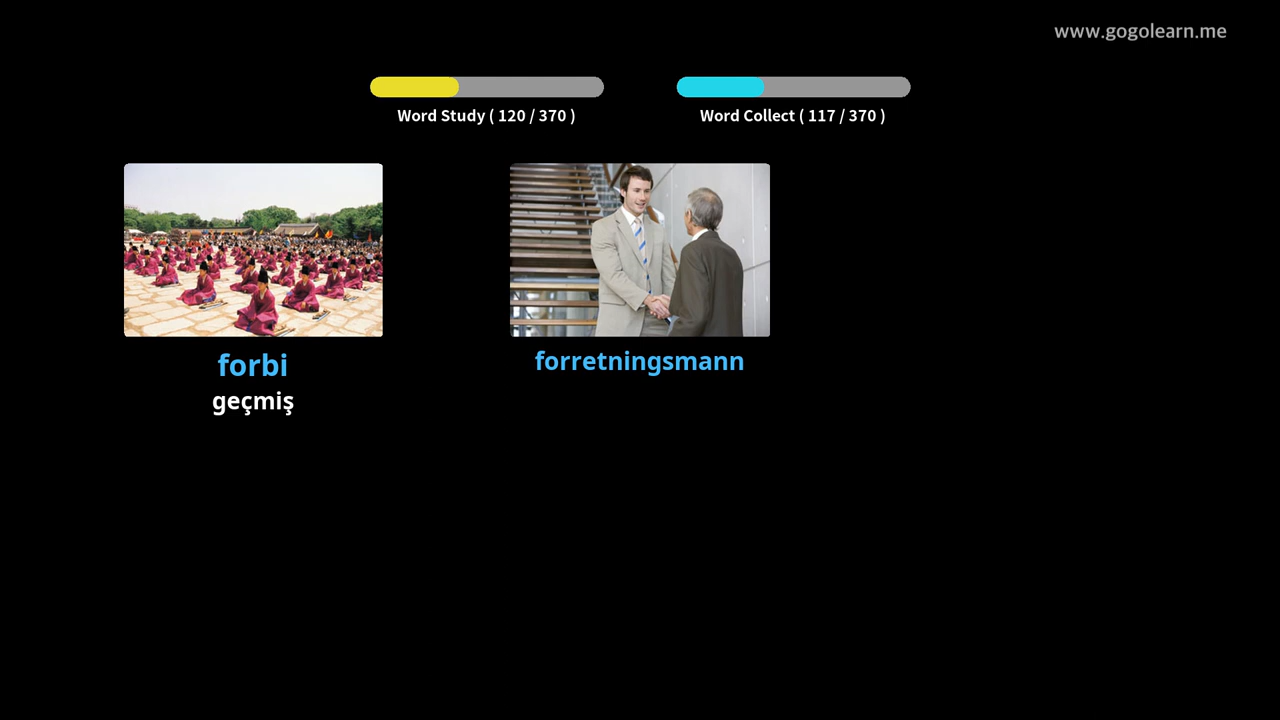 www.gogolearn.me
Word Study ( 120 / 370 )
Word Collect ( 117 / 370 )
forbi
geçmiş
forretningsmann